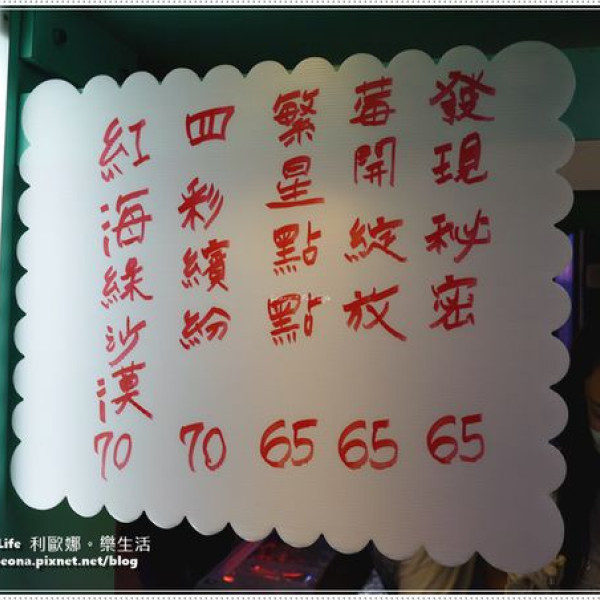 發現秘密 65
莓開綻放 65
繁星點點 65
四彩繽紛 70
紅海綠沙漠 70
Life 利歐娜。樂生活
eona.pixnet.net/blog